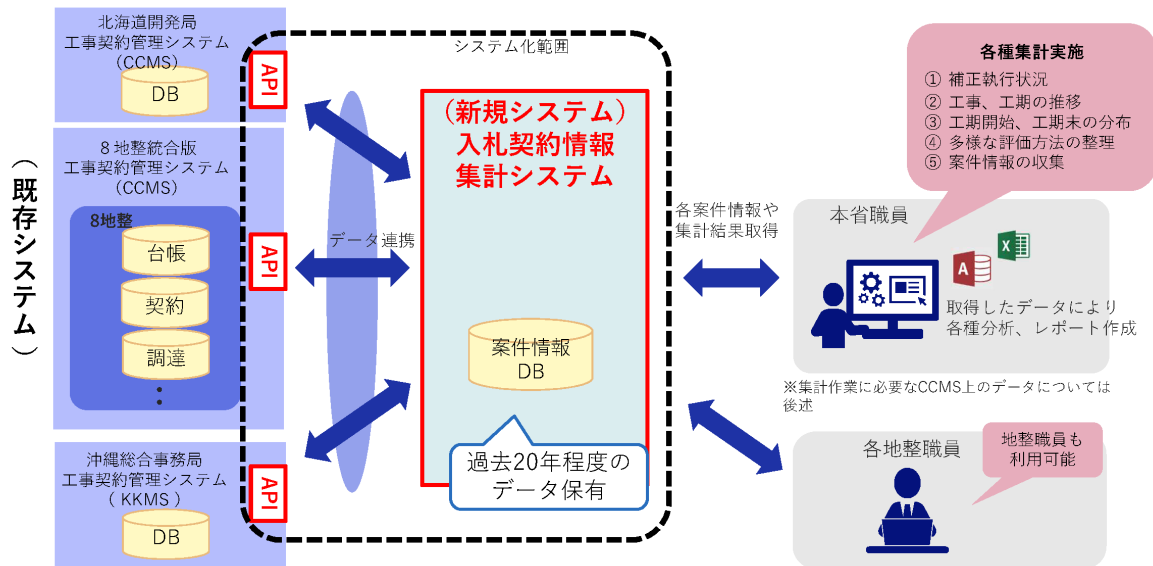 （既存システム）
北海道開発局
工事契約管理システム
（CCMS）
DB
API
８地整統合版
工事契約管理システム
（CCMS）
8地整
台帳
契約
調達
API
沖縄総合事務局
工事契約管理システム
（ KKMS ）
DB
API
システム化範囲
データ連携
（新規システム）
入札契約情報
集計システム
案件情報
DB
過去20年程度の
データ保有
各案件情報や
集計結果取得
各種集計実施
① 補正執行状況
② 工事、工期の推移
③ 工期開始、工期末の分布
④ 多様な評価方法の整理
⑤ 案件情報の収集
本省職員
A
X
取得したデータにより
各種分析、レポート作成
※集計作業に必要なCCMS上のデータについては
後述
各地整職員
地整職員も
利用可能